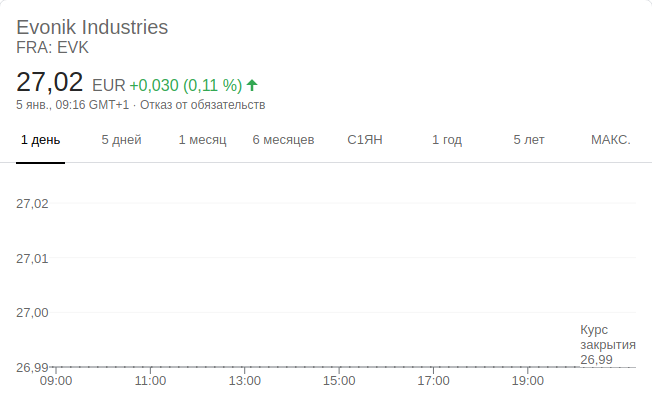 Evonik Industries
FRA: EVK
27,02 EUR +0,030 (0,11 %)
5 янв., 09:16 GMT+1 · Отказ от обязательств
1 день 5 дней 1 месяц 6 месяцев С1ЯН 1 год 5 лет МАКС.
27,02
27,01
27,00
Курс
закрытия
26,99
26,99
09:00 11:00 13:00 15:00 17:00 19:00